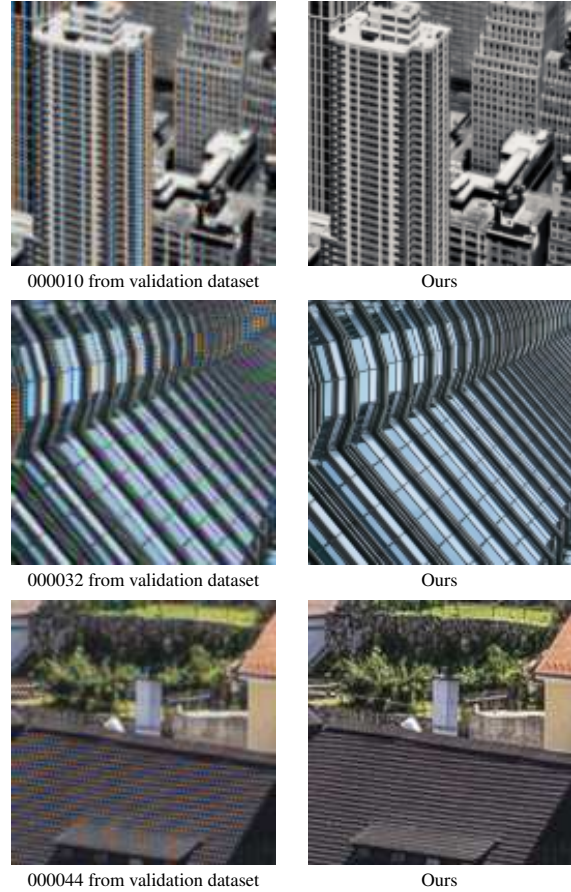 000010 from validation dataset
Ours
000032 from validation dataset
Ours
000044 from validation dataset
Ours